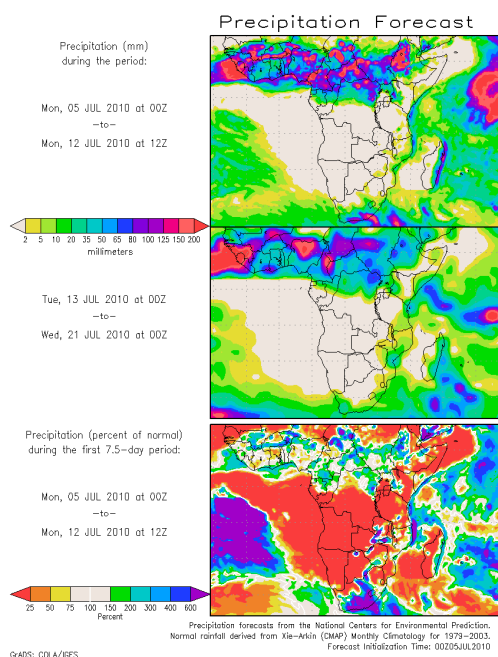 Precipitation Forecast
Precipitation (mm)
during the period:
Mon, 05 JUL 2010 at 00Z
-to-
Mon, 12 JUL 2010 at 12Z
2 5 10 20 35 50 65 80 100 125 150 200
millimeters
Tue, 13 JUL 2010 at 00Z
-to-
Wed, 21 JUL 2010 at 00Z
Precipitation (percent of normal)
during the first 7.5-day period:
Mon, 05 JUL 2010 at 00Z
-to-
Mon, 12 JUL 2010 at 12Z
25 50 75 100 150 200 300 400 600
Percent
Precipitation forecasts from the National Centers for Environmental Prediction.
Normal rainfall derived from Xie-Arkin (CMAP) Monthly Climatology for 1979-2003.
Forecast Initialization Time: 00Z05JUL2010
GrADS: COLA/IGES